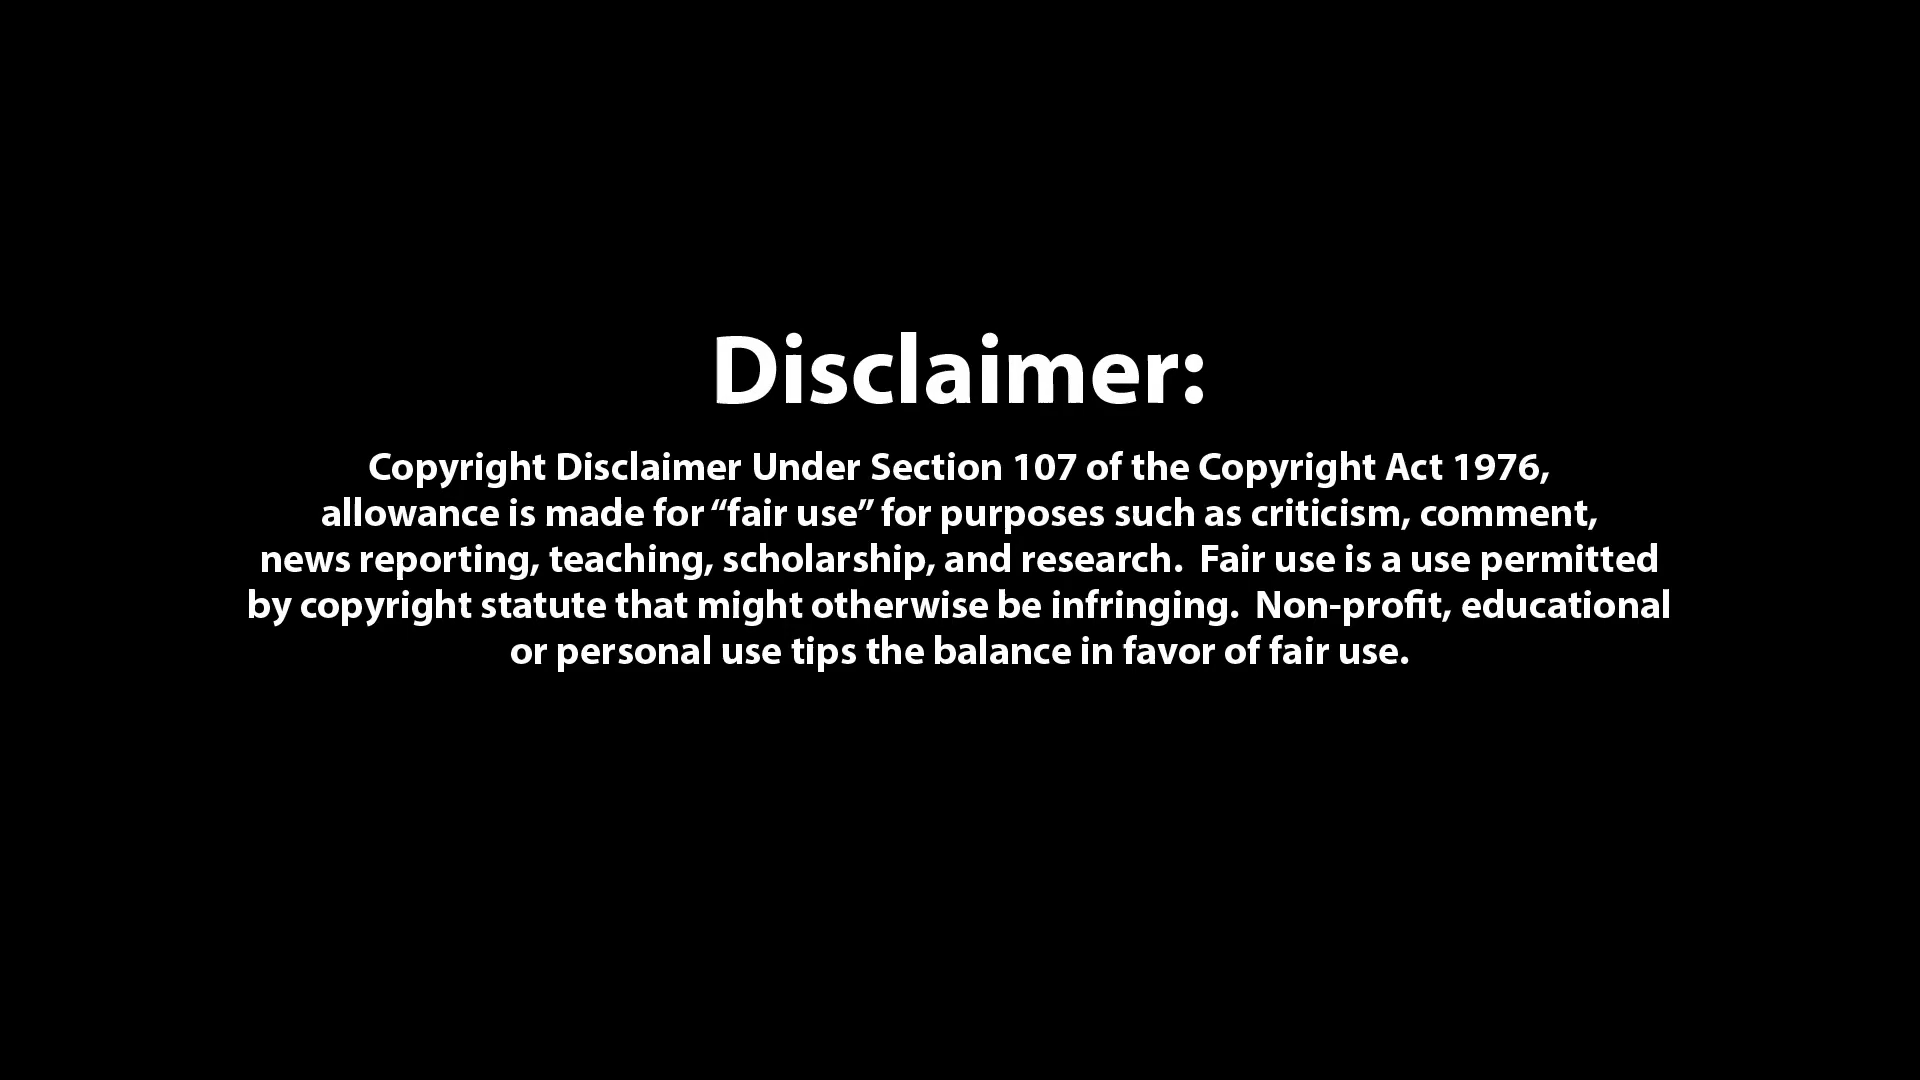 Disclaimer:
Copyright Disclaimer Under Section 107 of the Copyright Act 1976,
allowance is made for “fair use” for purposes such as criticism, comment,
news reporting, teaching, scholarship, and research.  Fair use is a use permitted
by copyright statute that might otherwise be infringing.  Non-profit, educational
or personal use tips the balance in favor of fair use.